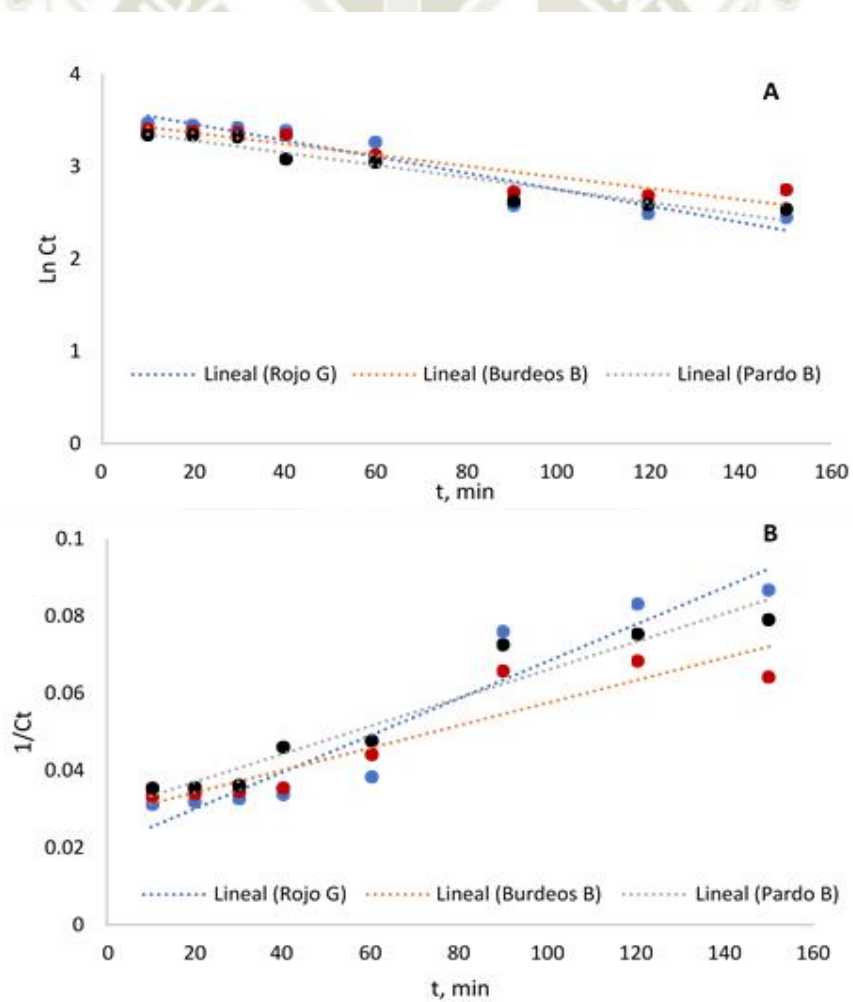 A
4
3
2
1
0
Ln Ct
Lineal (Rojo G) Lineal (Burdeos B) Lineal (Pardo B)
0 20 40 60 80 100 120 140 160
t, min
B
0.1
0.08
0.06
0.04
0.02
0
1/Ct
Lineal (Rojo G) Lineal (Burdeos B) Lineal (Pardo B)
0 20 40 60 80 100 120 140 160
t, min